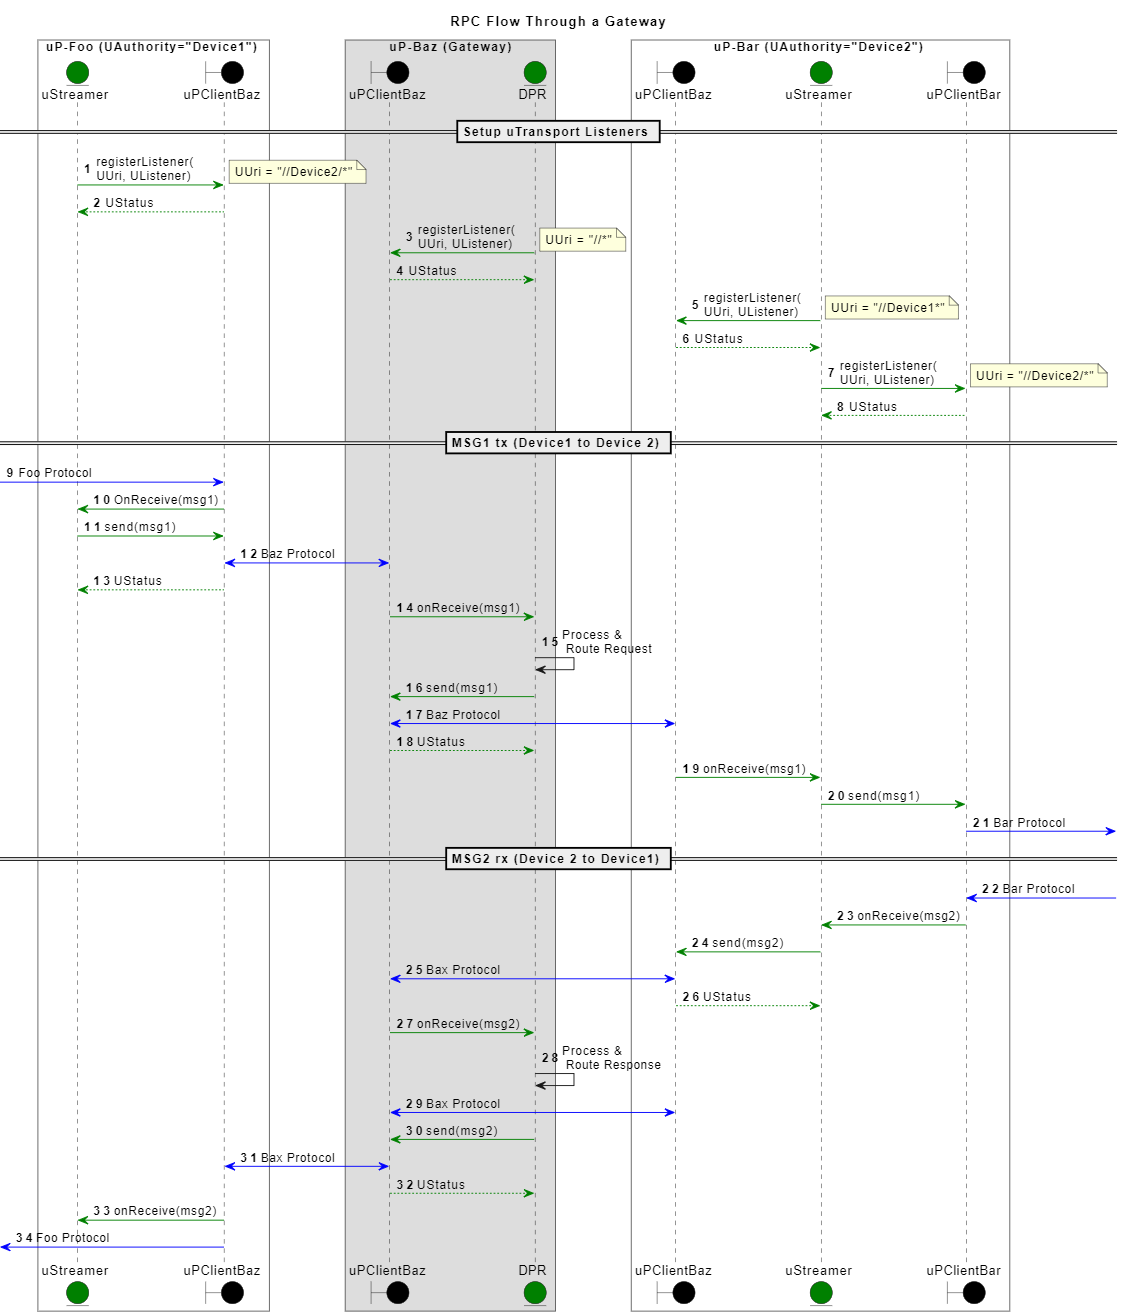 RPC Flow Through a Gateway
uP-Foo (UAuthority="Device1")
uP-Baz (Gateway)
uP-Bar (UAuthority="Device2")
uStreamer
uPClientBaz
uPClientBaz
DPR
uPClientBaz
uStreamer
uPClientBar
Setup uTransport Listeners
1 registerListener(
UUri, UListener)
UUri = "//Device2/*"
2 UStatus
3 registerListener(
UUri, UListener)
UUri = "//*"
4 UStatus
5 registerListener(
UUri, UListener)
UUri = "//Device1*"
6 UStatus
7 registerListener(
UUri, UListener)
UUri = "//Device2/*"
8 UStatus
MSG1 tx (Device1 to Device 2)
9 Foo Protocol
10 OnReceive(msg1)
11 send(msg1)
12 Baz Protocol
13 UStatus
14 onReceive(msg1)
15 Process &
Route Request
16 send(msg1)
17 Baz Protocol
18 UStatus
19 onReceive(msg1)
20 send(msg1)
21 Bar Protocol
MSG2 rx (Device 2 to Device1)
22 Bar Protocol
23 onReceive(msg2)
24 send(msg2)
25 Bax Protocol
26 UStatus
27 onReceive(msg2)
28 Process &
Route Response
29 Bax Protocol
30 send(msg2)
31 Bax Protocol
32 UStatus
33 onReceive(msg2)
34 Foo Protocol
uStreamer
uPClientBaz
uPClientBaz
DPR
uPClientBaz
uStreamer
uPClientBar